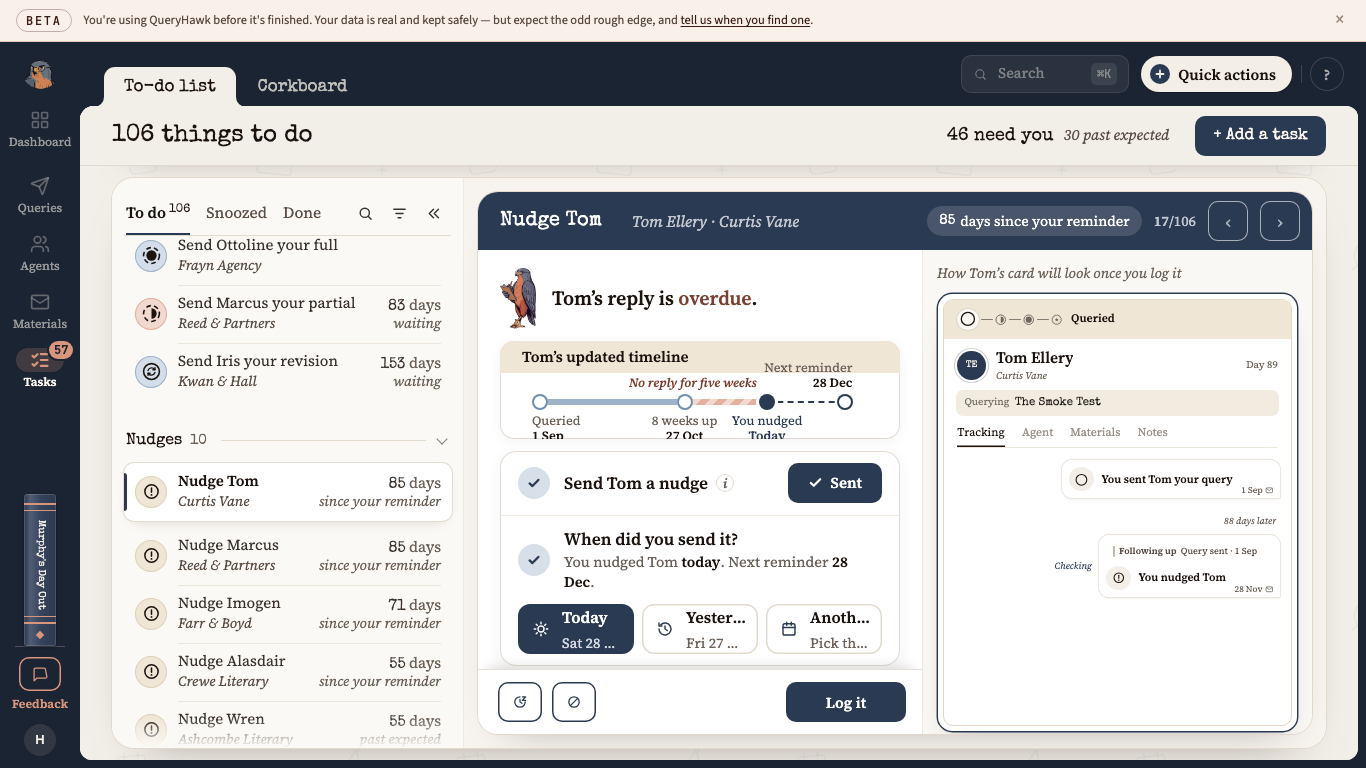 BETA
You're using QueryHawk before it's finished. Your data is real and kept safely — but expect the odd rough edge, and tell us when you find one.
×
To-do list
Corkboard
Search
⌘K
+ Quick actions
?
Dashboard
Queries
Agents
Materials
57
Tasks
Murphy's Day Out
Feedback
H
106 things to do
46 need you
30 past expected
+ Add a task
To do 106
Snoozed
Done
Send Ottoline your full
Frayn Agency
Send Marcus your partial
83 days
Reed & Partners
waiting
Send Iris your revision
153 days
Kwan & Hall
waiting
Nudges 10
Nudge Tom
85 days
Curtis Vane
since your reminder
Nudge Marcus
85 days
Reed & Partners
since your reminder
Nudge Imogen
71 days
Farr & Boyd
since your reminder
Nudge Alasdair
55 days
Crewe Literary
since your reminder
Nudge Wren
55 days
Ashcombe Literary
past expected
Nudge Tom
Tom Ellery · Curtis Vane
85 days since your reminder
17/106
Tom's reply is overdue.
Tom's updated timeline
Next reminder
No reply for five weeks
28 Dec
Queried
8 weeks up
You nudged
1 Sep
27 Oct
Today
Send Tom a nudge
i
Sent
When did you send it?
You nudged Tom today. Next reminder 28
Dec.
Today
Sat 28 ...
Yester...
Fri 27 ...
Anoth...
Pick th...
Log it
How Tom's card will look once you log it
Queried
TE
Tom Ellery
Curtis Vane
Day 89
Querying The Smoke Test
Tracking
Agent
Materials
Notes
You sent Tom your query
1 Sep
88 days later
Following up Query sent · 1 Sep
Checking
You nudged Tom
28 Nov